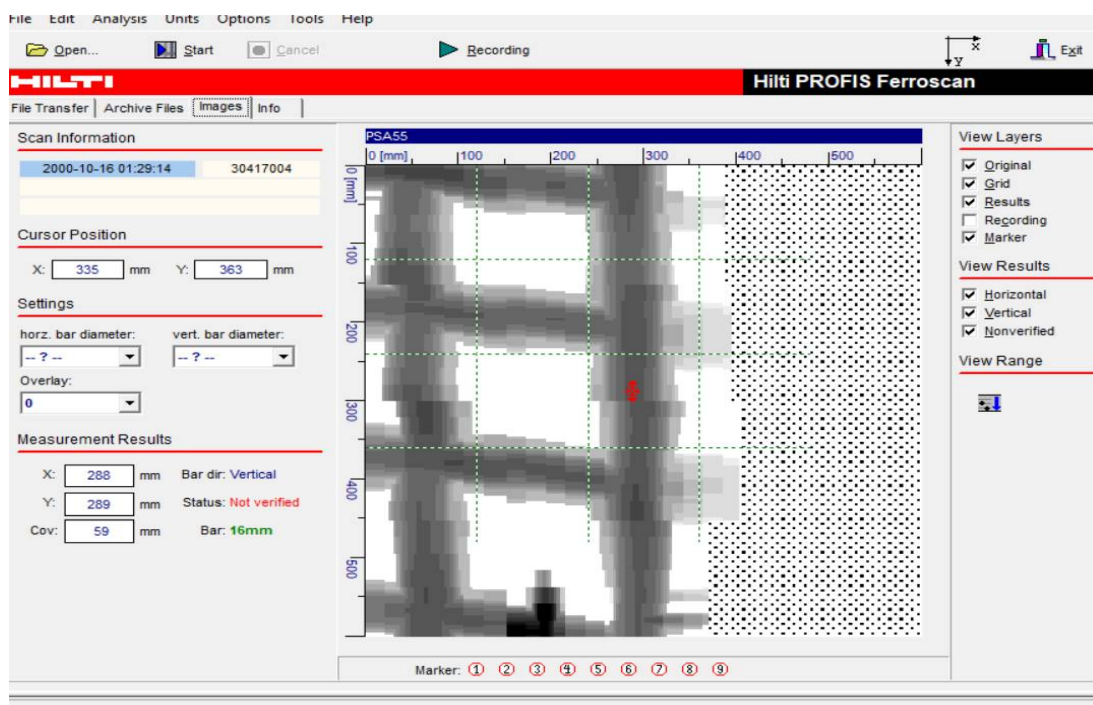 File Edit Analysis Units Options Tools Help
Open... Start Cancel Recording x y Exit
HILTI Hilti PROFIS Ferroscan
File Transfer Archive Files Images Info
Scan Information
2000-10-16 01:29:14 30417004
Cursor Position
X: 335 mm Y: 363 mm
Settings
horz. bar diameter: vert. bar diameter:
-- ? -- -- ? --
Overlay:
0
Measurement Results
X: 288 mm Bar dir: Vertical
Y: 289 mm Status: Not verified
Cov: 59 mm Bar: 16mm
PSA55
0 [mm] 100 200 300 400 500
0 [mm]
100
200
300
400
500
Marker: 1 2 3 4 5 6 7 8 9
View Layers
Original
Grid
Results
Recording
Marker
View Results
Horizontal
Vertical
Nonverified
View Range